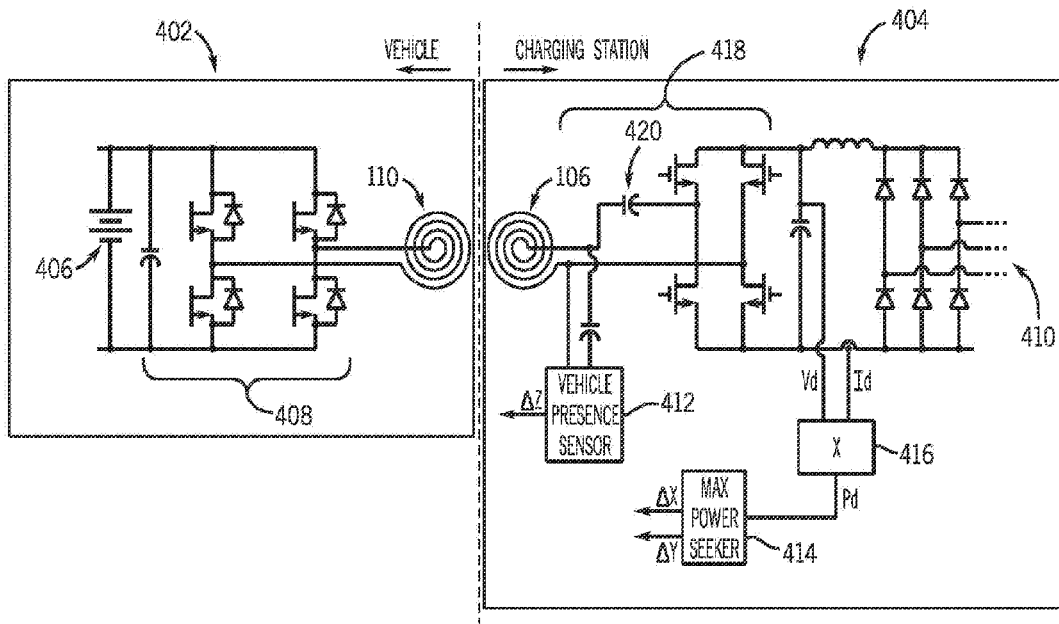 402
VEHICLE
CHARGING STATION
404
418
420
110
106
406
410
408
Vd
Id
ΔZ
VEHICLE
PRESENCE
SENSOR
412
X
416
Pd
ΔX
ΔY
MAX
POWER
SEEKER
414